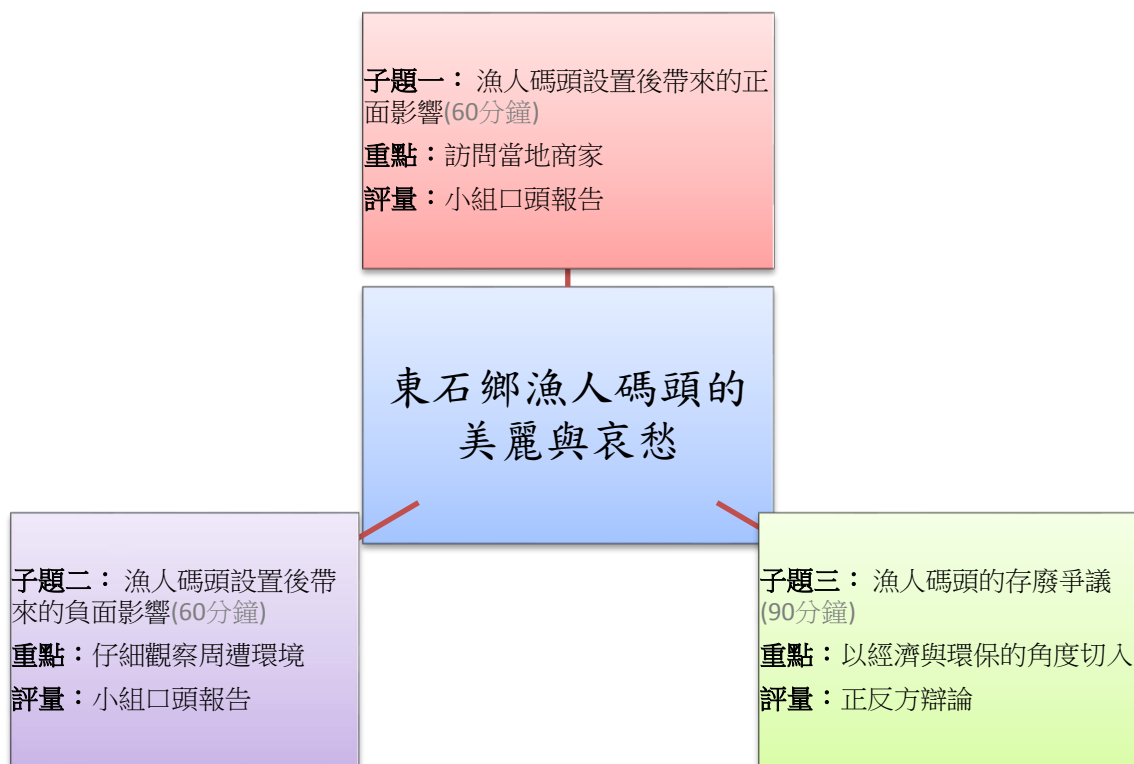 子題一： 漁人碼頭設置後帶來的正
面影響(60分鐘)
重點：訪問當地商家
評量：小組口頭報告
東石鄉漁人碼頭的
美麗與哀愁
子題二： 漁人碼頭設置後帶
來的負面影響(60分鐘)
重點：仔細觀察周遭環境
評量：小組口頭報告
子題三： 漁人碼頭的存廢爭議
(90分鐘)
重點：以經濟與環保的角度切入
評量：正反方辯論